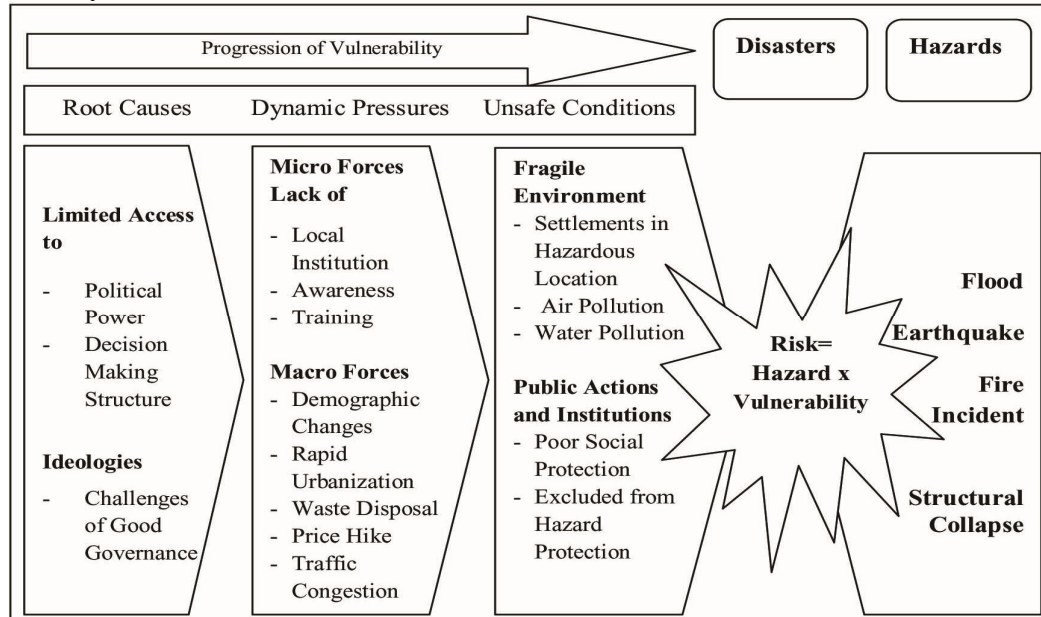 Progression of Vulnerability
Disasters
Hazards
Root Causes
Dynamic Pressures
Unsafe Conditions
Limited Access
to
- Political
Power
- Decision
Making
Structure
Ideologies
- Challenges
of Good
Governance
Micro Forces
Lack of
- Local
Institution
- Awareness
- Training
Macro Forces
- Demographic
Changes
- Rapid
Urbanization
- Waste Disposal
- Price Hike
- Traffic
Congestion
Fragile
Environment
- Settlements in
Hazardous
Location
- Air Pollution
- Water Pollution
Public Actions
and Institutions
- Poor Social
Protection
- Excluded from
Hazard
Protection
Risk=
Hazard x
Vulnerability
Flood
Earthquake
Fire
Incident
Structural
Collapse